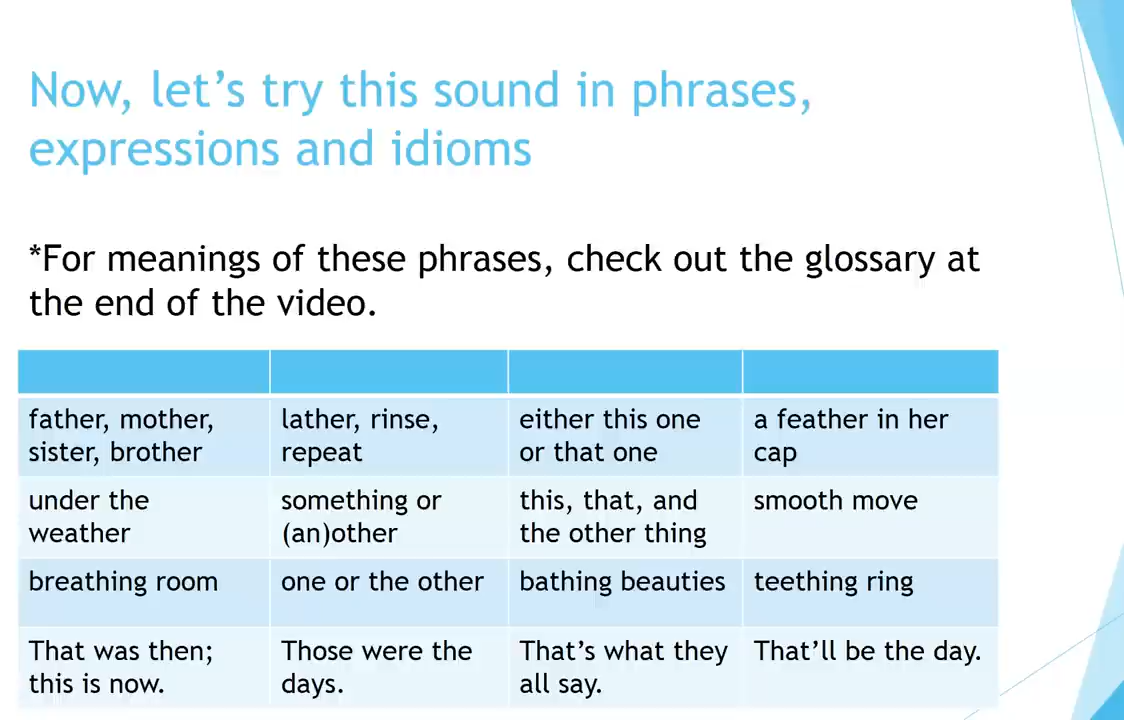 Now, let’s try this sound in phrases,
expressions and idioms
*For meanings of these phrases, check out the glossary at
the end of the video.
father, mother,
sister, brother
lather, rinse,
repeat
either this one
or that one
a feather in her
cap
under the
weather
something or
(an)other
this, that, and
the other thing
smooth move
breathing room
one or the other
bathing beauties
teething ring
That was then;
this is now.
Those were the
days.
That’s what they
all say.
That’ll be the day.